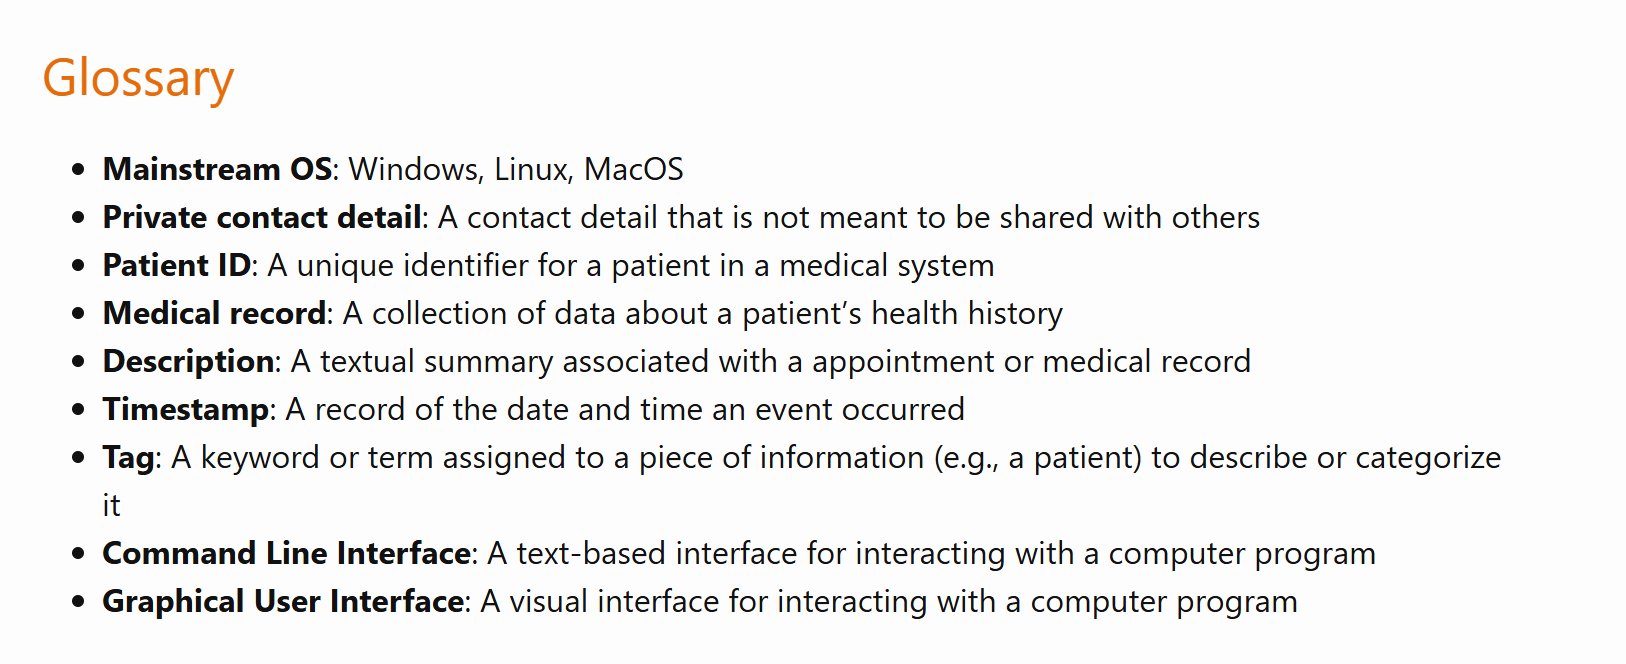 Glossary
Mainstream OS: Windows, Linux, MacOS
Private contact detail: A contact detail that is not meant to be shared with others
Patient ID: A unique identifier for a patient in a medical system
Medical record: A collection of data about a patient’s health history
Description: A textual summary associated with a appointment or medical record
Timestamp: A record of the date and time an event occurred
Tag: A keyword or term assigned to a piece of information (e.g., a patient) to describe or categorize
it
Command Line Interface: A text-based interface for interacting with a computer program
Graphical User Interface: A visual interface for interacting with a computer program